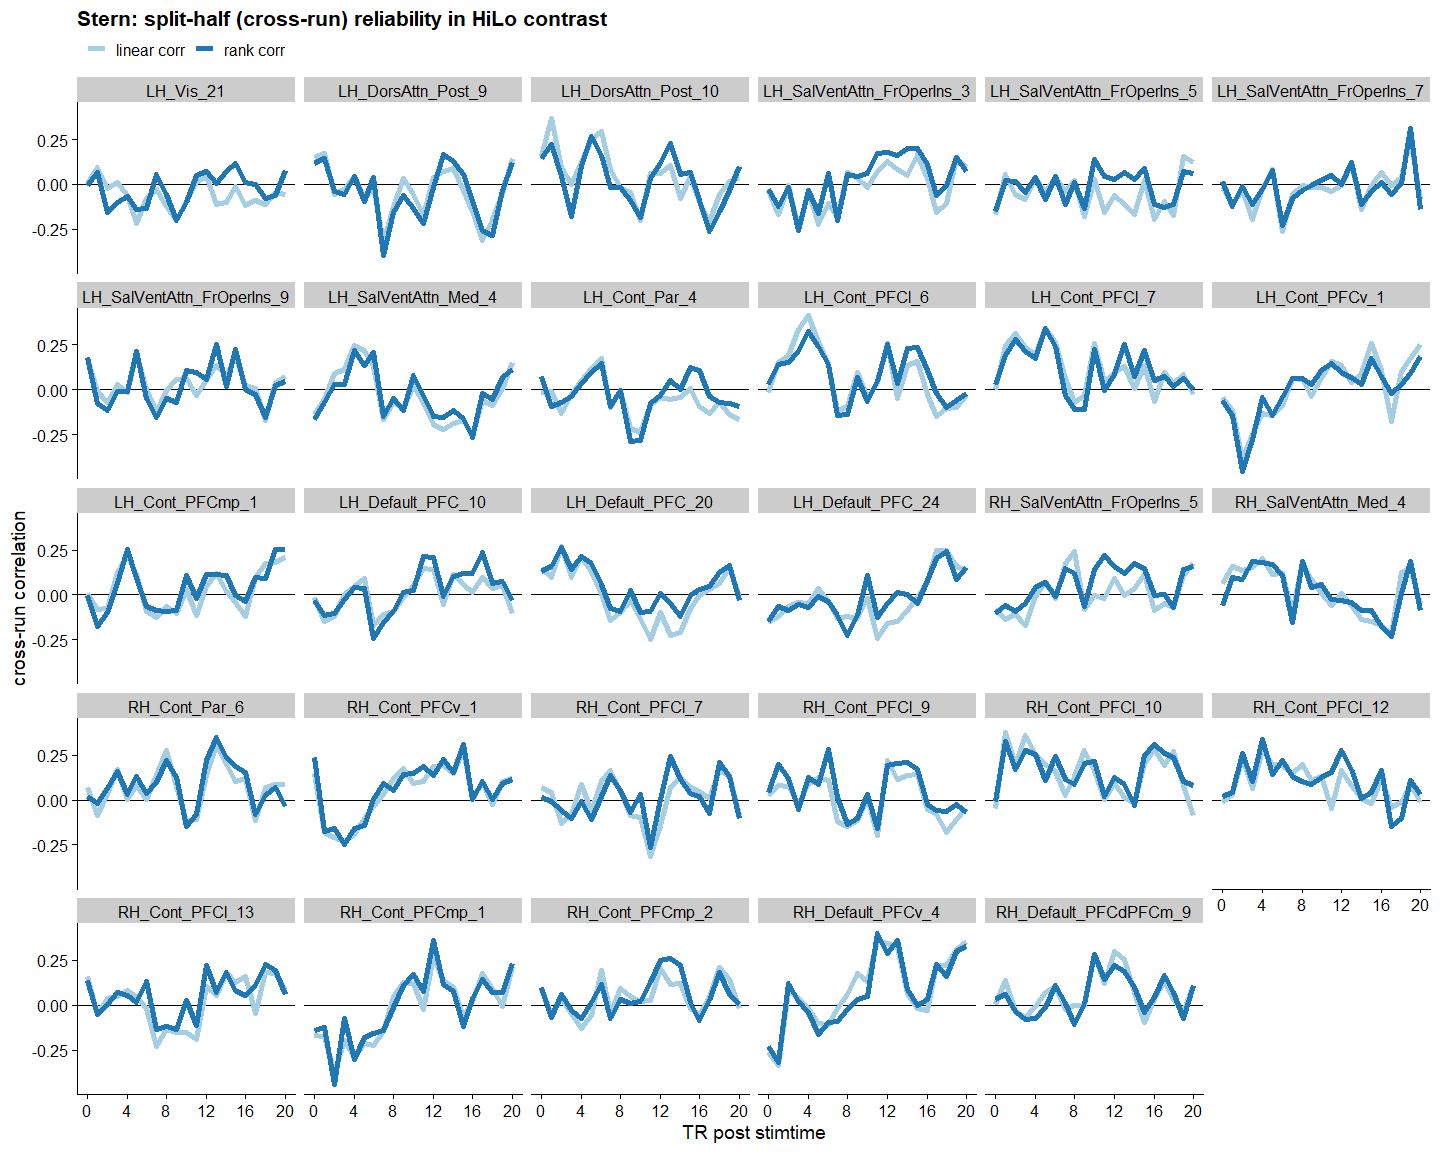 Stern: split-half (cross-run) reliability in HiLo contrast
linear corr rank corr
LH_Vis_21 LH_DorsAttn_Post_9 LH_DorsAttn_Post_10 LH_SalVentAttn_FrOperIns_3 LH_SalVentAttn_FrOperIns_5 LH_SalVentAttn_FrOperIns_7
0.25
0.00
-0.25
LH_SalVentAttn_FrOperIns_9 LH_SalVentAttn_Med_4 LH_Cont_Par_4 LH_Cont_PFCl_6 LH_Cont_PFCl_7 LH_Cont_PFCv_1
0.25
0.00
-0.25
LH_Cont_PFCmp_1 LH_Default_PFC_10 LH_Default_PFC_20 LH_Default_PFC_24 RH_SalVentAttn_FrOperIns_5 RH_SalVentAttn_Med_4
0.25
0.00
-0.25
cross-run correlation
RH_Cont_Par_6 RH_Cont_PFCv_1 RH_Cont_PFCl_7 RH_Cont_PFCl_9 RH_Cont_PFCl_10 RH_Cont_PFCl_12
0.25
0.00
-0.25
0 4 8 12 16 20
RH_Cont_PFCl_13 RH_Cont_PFCmp_1 RH_Cont_PFCmp_2 RH_Default_PFCv_4 RH_Default_PFCdPFCm_9
0.25
0.00
-0.25
0 4 8 12 16 20 0 4 8 12 16 20 0 4 8 12 16 20 0 4 8 12 16 20 0 4 8 12 16 20
TR post stimtime